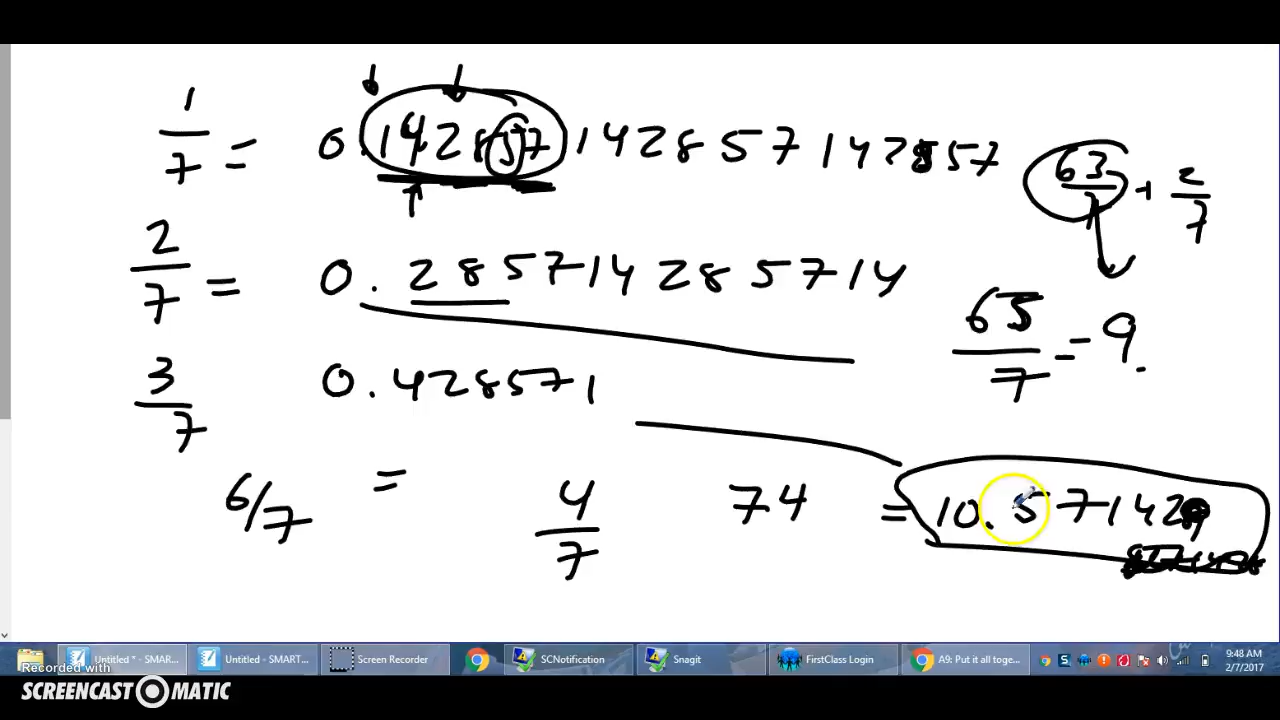 1/7 = 0.142857142857142857
63/7 + 2/7
2/7 = 0.285714285714
65/7 = 9.
3/7 0.428571
6/7 = 4/7 74 = 10.571429
Untitled * - SMAR...
Untitled - SMART...
Screen Recorder
SCNotification
Snagit
FirstClass Login
A9: Put it all toge...
9:48 AM
2/7/2017
Recorded with
SCREENCAST O MATIC